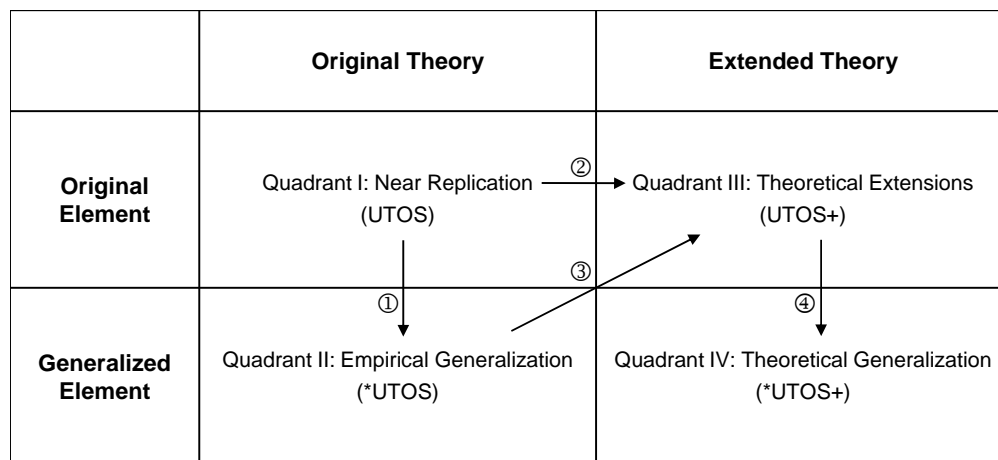 Original Theory
Extended Theory
Original
Element
Quadrant I: Near Replication
(UTOS)
②
Quadrant III: Theoretical Extensions
(UTOS+)
①
③
④
Generalized
Element
Quadrant II: Empirical Generalization
(*UTOS)
Quadrant IV: Theoretical Generalization
(*UTOS+)